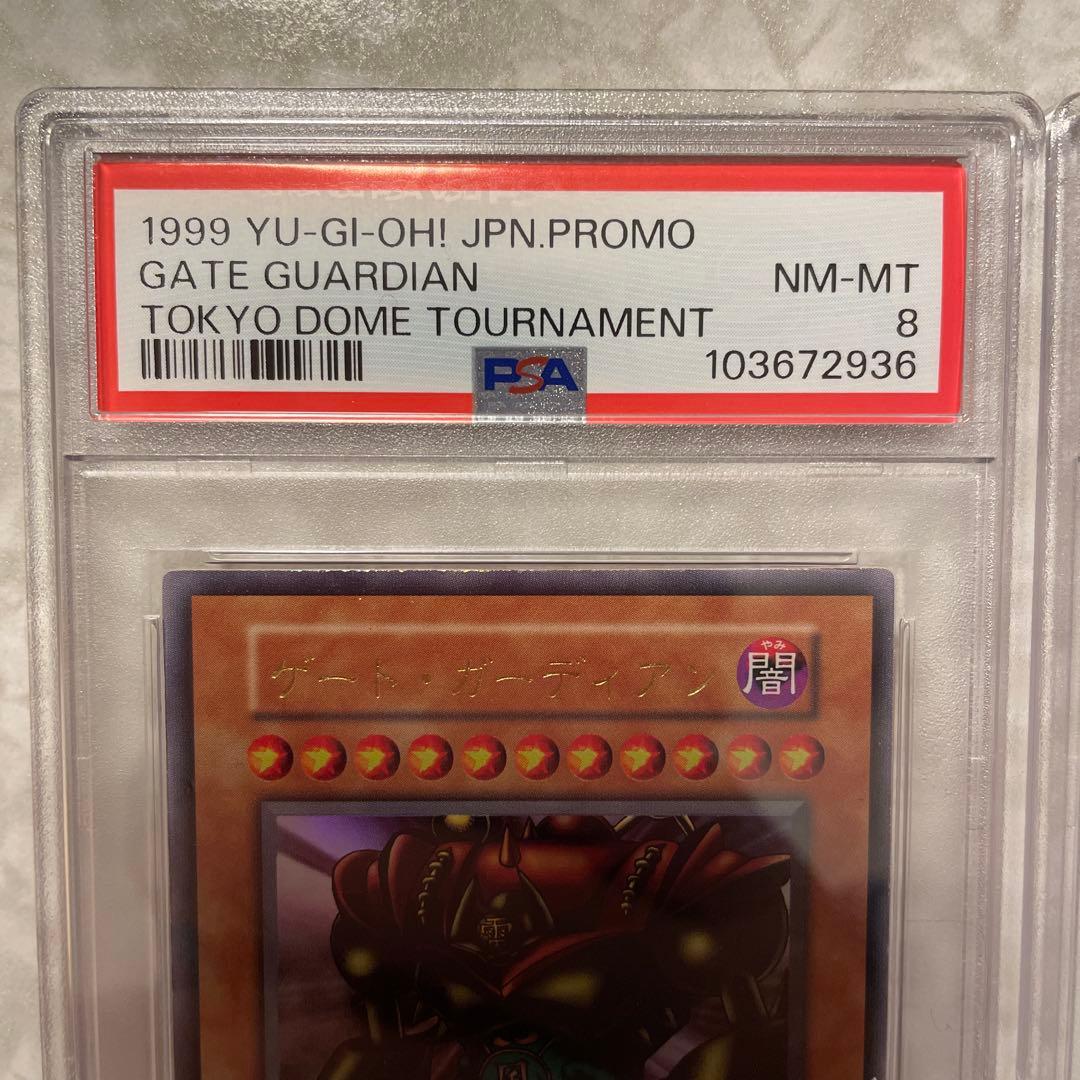 1999 YU-GI-OH! JPN.PROMO
GATE GUARDIAN NM-MT
TOKYO DOME TOURNAMENT 8
PSA 103672936
ゲート・ガーディアン
やみ
闇